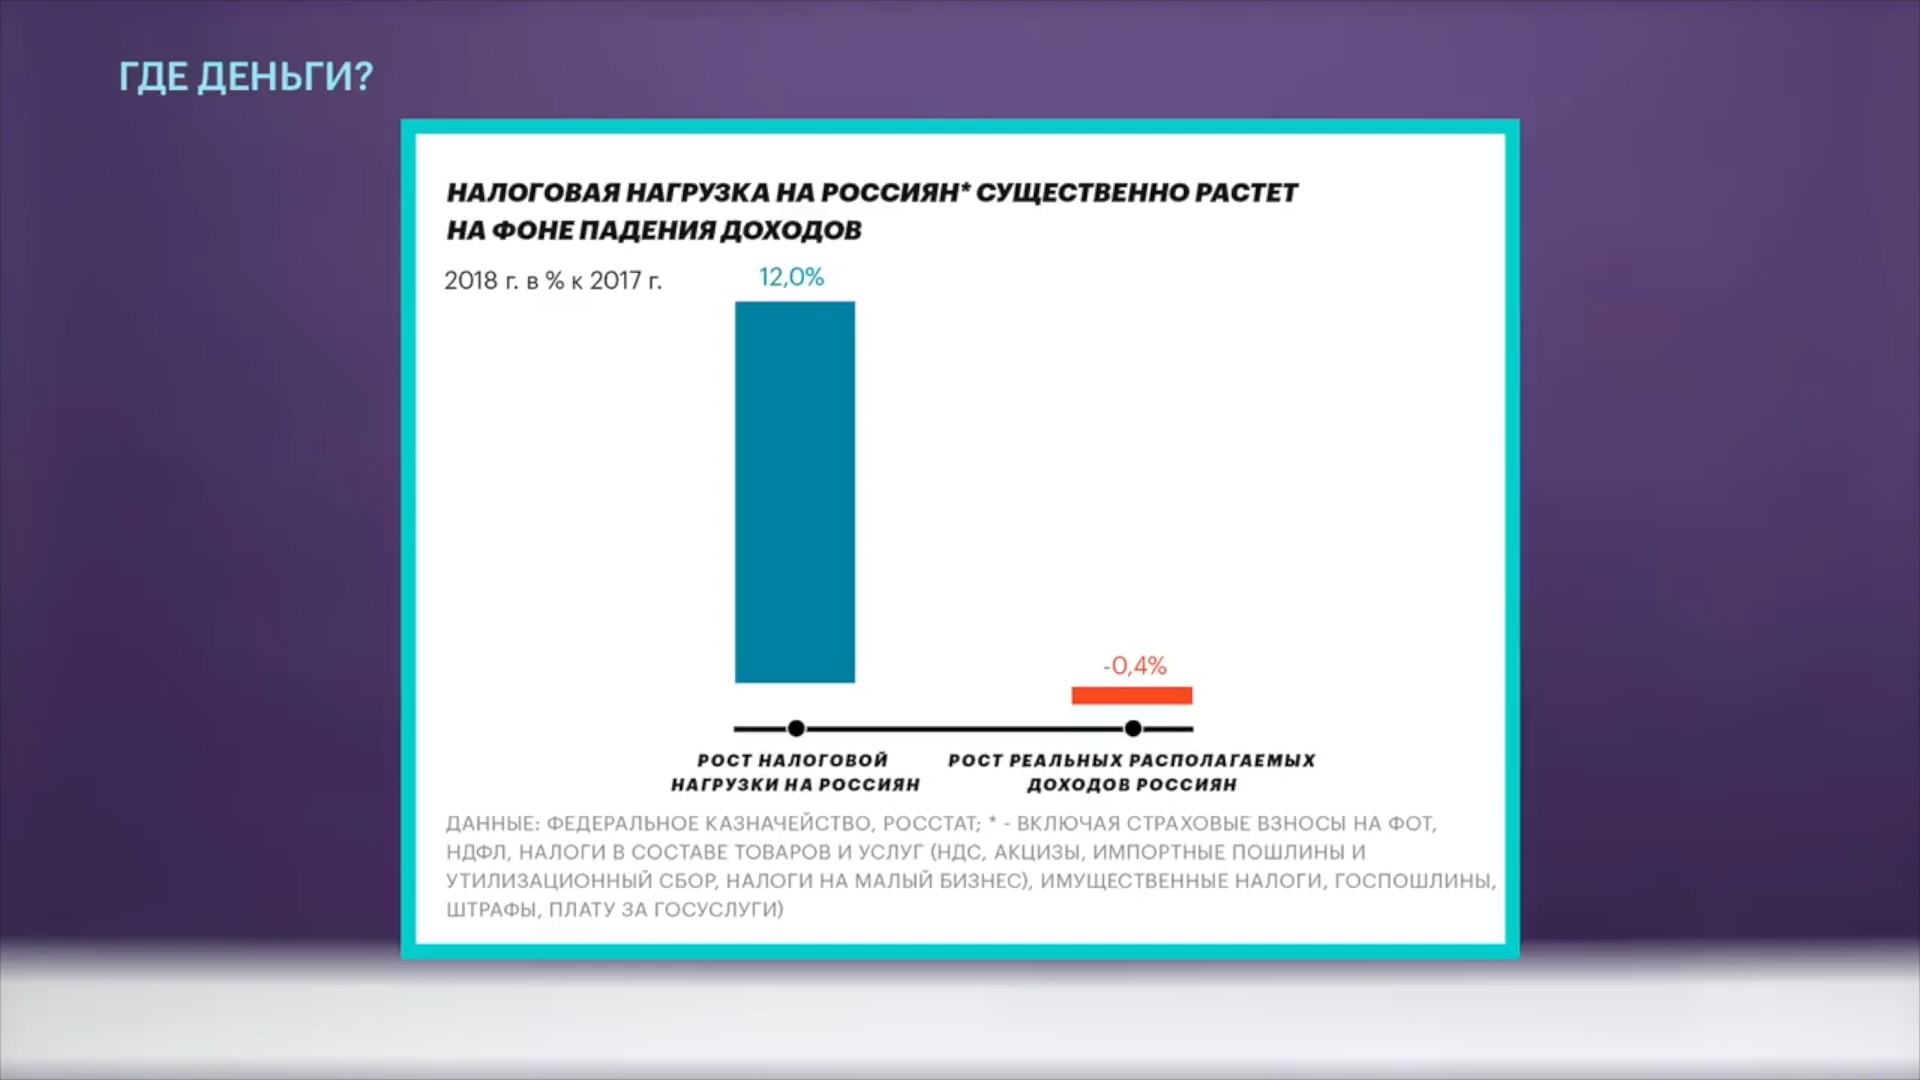 ГДЕ ДЕНЬГИ?
НАЛОГОВАЯ НАГРУЗКА НА РОССИЯН* СУЩЕСТВЕННО РАСТЕТ
НА ФОНЕ ПАДЕНИЯ ДОХОДОВ
2018 г. в % к 2017 г.
12,0%
-0,4%
РОСТ НАЛОГОВОЙ
НАГРУЗКИ НА РОССИЯН
РОСТ РЕАЛЬНЫХ РАСПОЛАГАЕМЫХ
ДОХОДОВ РОССИЯН
ДАННЫЕ: ФЕДЕРАЛЬНОЕ КАЗНАЧЕЙСТВО, РОССТАТ; * - ВКЛЮЧАЯ СТРАХОВЫЕ ВЗНОСЫ НА ФОТ,
НДФЛ, НАЛОГИ В СОСТАВЕ ТОВАРОВ И УСЛУГ (НДС, АКЦИЗЫ, ИМПОРТНЫЕ ПОШЛИНЫ И
УТИЛИЗАЦИОННЫЙ СБОР, НАЛОГИ НА МАЛЫЙ БИЗНЕС), ИМУЩЕСТВЕННЫЕ НАЛОГИ, ГОСПОШЛИНЫ,
ШТРАФЫ, ПЛАТУ ЗА ГОСУСЛУГИ)